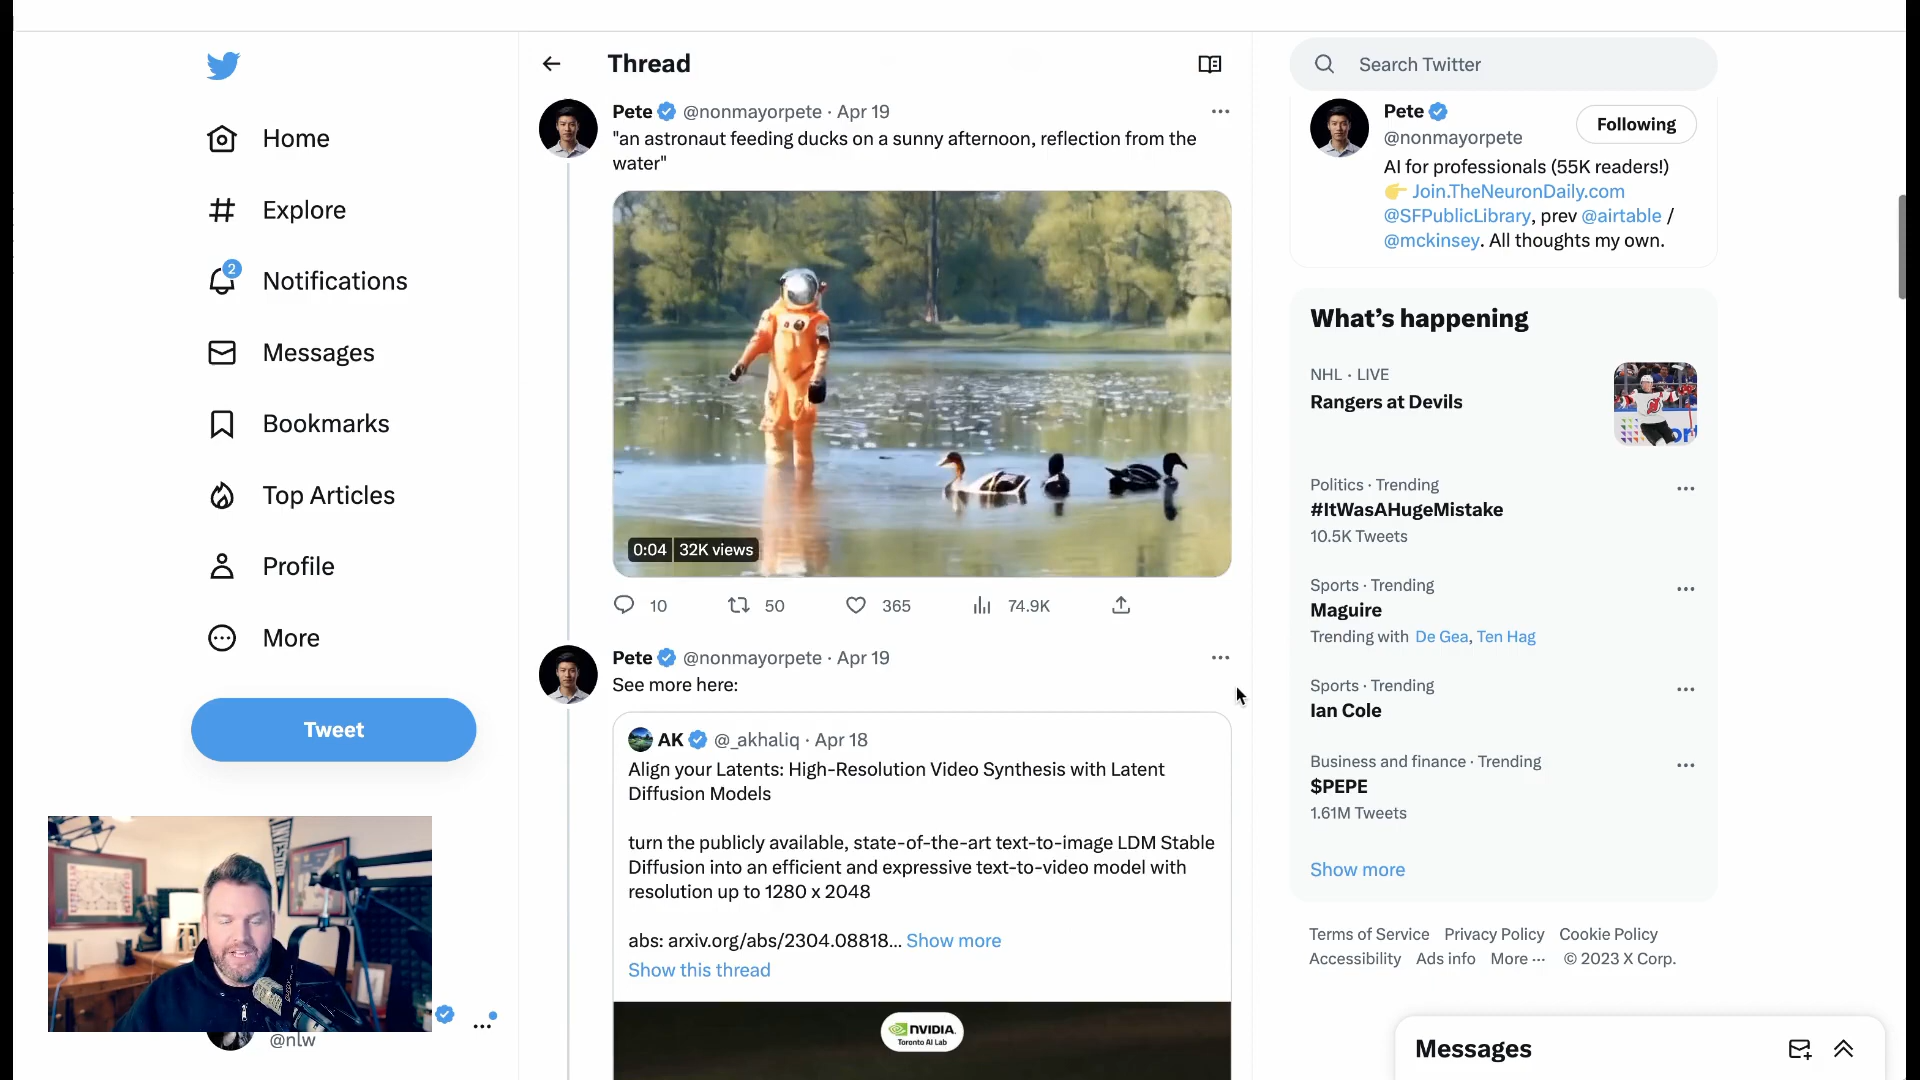 Home
Explore
2
Notifications
Messages
Bookmarks
Top Articles
Profile
More
Tweet
@nlw
Thread
Pete @nonmayorpete · Apr 19
"an astronaut feeding ducks on a sunny afternoon, reflection from the
water"
0:04 32K views
10 50 365 74.9K
Pete @nonmayorpete · Apr 19
See more here:
AK @_akhaliq · Apr 18
Align your Latents: High-Resolution Video Synthesis with Latent
Diffusion Models
turn the publicly available, state-of-the-art text-to-image LDM Stable
Diffusion into an efficient and expressive text-to-video model with
resolution up to 1280 x 2048
abs: arxiv.org/abs/2304.08818... Show more
Show this thread
NVIDIA.
Toronto AI Lab
Search Twitter
Pete
@nonmayorpete
Following
AI for professionals (55K readers!)
👉 Join.TheNeuronDaily.com
@SFPublicLibrary, prev @airtable /
@mckinsey. All thoughts my own.
What's happening
NHL · LIVE
Rangers at Devils
Politics · Trending
#ItWasAHugeMistake
10.5K Tweets
Sports · Trending
Maguire
Trending with De Gea, Ten Hag
Sports · Trending
Ian Cole
Business and finance · Trending
$PEPE
1.61M Tweets
Show more
Terms of Service Privacy Policy Cookie Policy
Accessibility Ads info More ··· © 2023 X Corp.
Messages